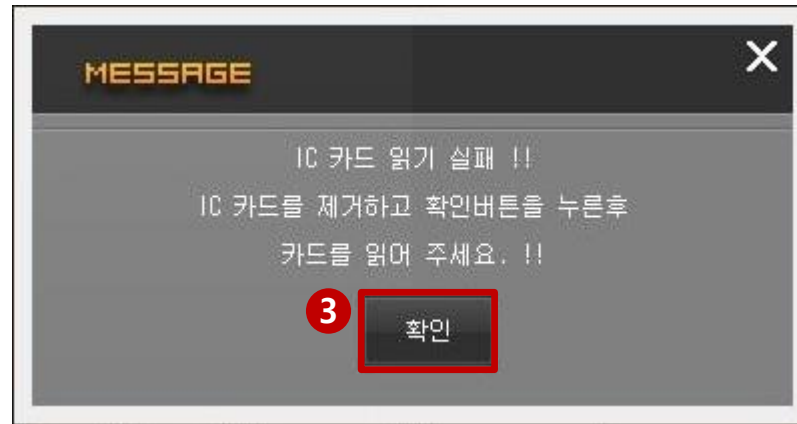 MESSAGE X
IC 카드 읽기 실패 !!
IC 카드를 제거하고 확인버튼을 누른후
카드를 읽어 주세요. !!
3 확인